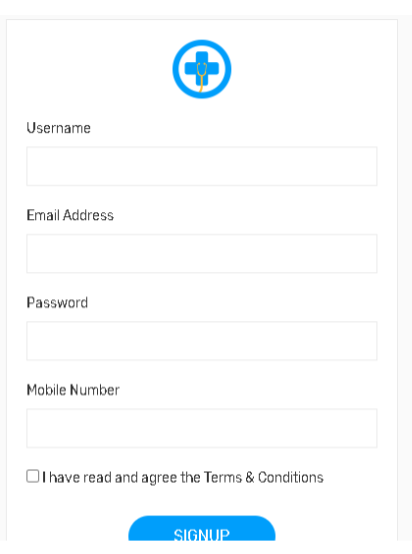 Username
Email Address
Password
Mobile Number
I have read and agree the Terms & Conditions
SIGNUP